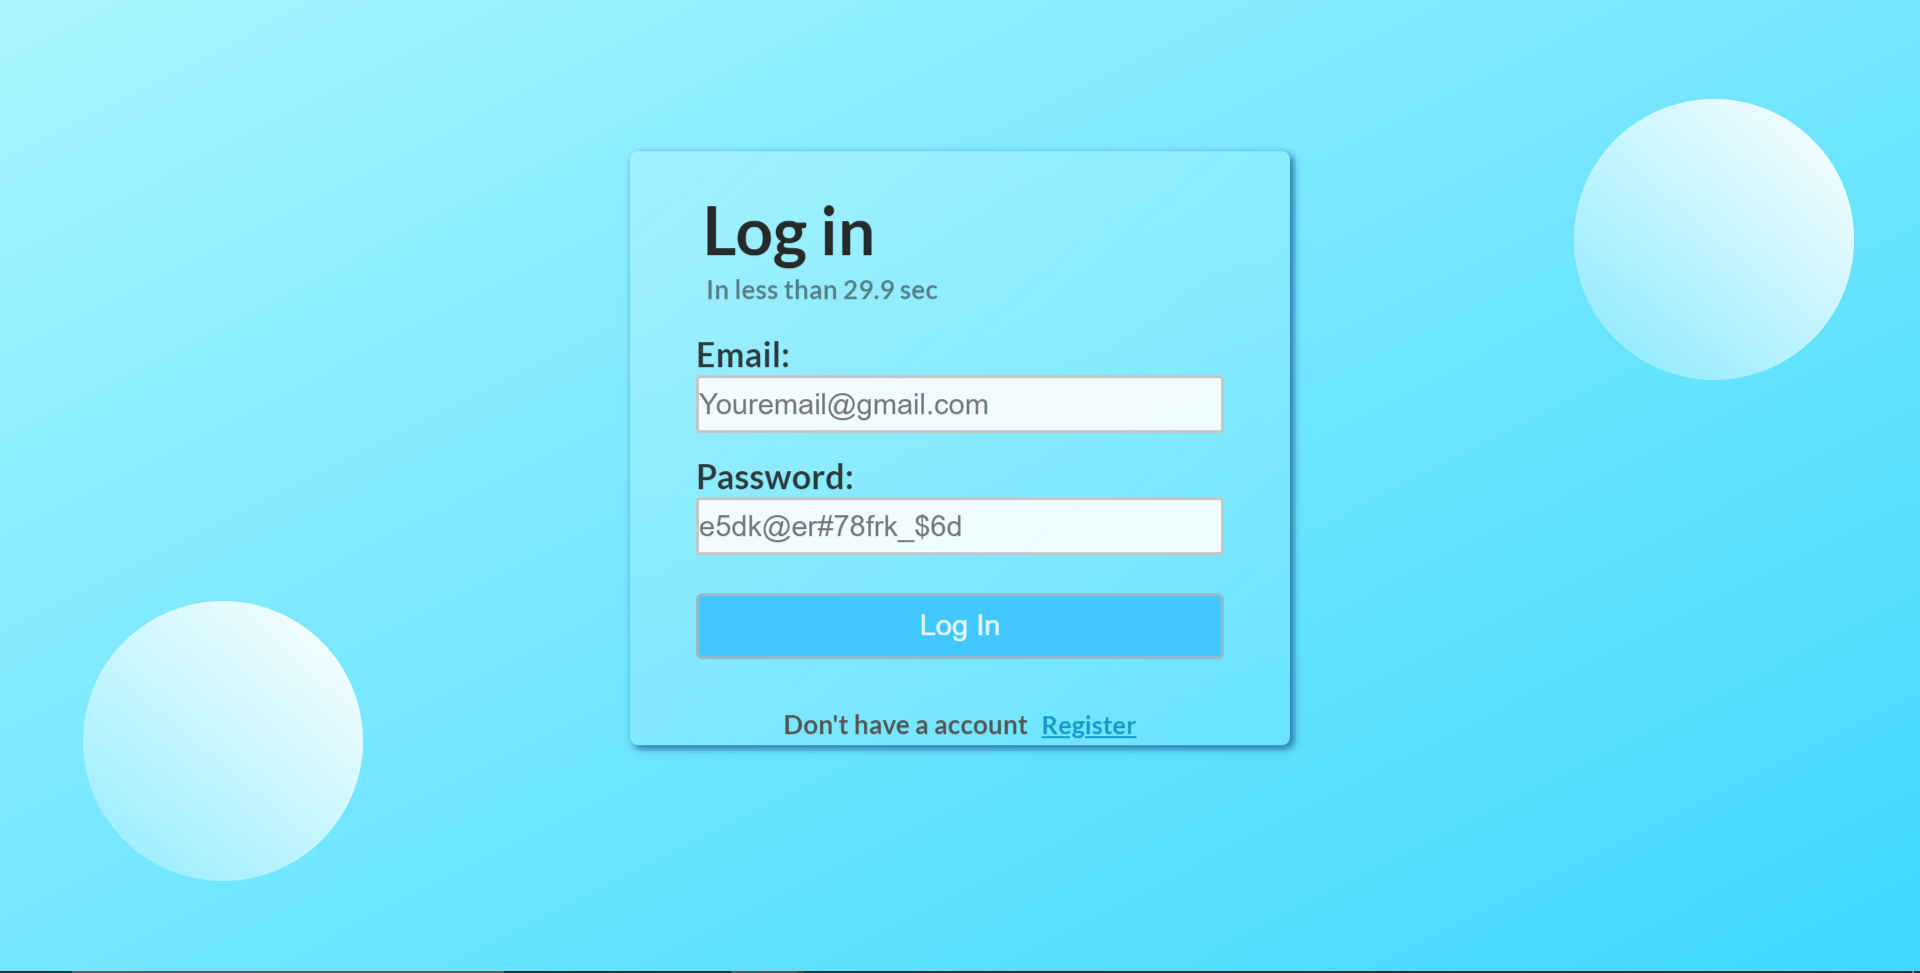 Log in
In less than 29.9 sec
Email:
Youremail@gmail.com
Password:
e5dk@er#78frk_$6d
Log In
Don't have a account Register